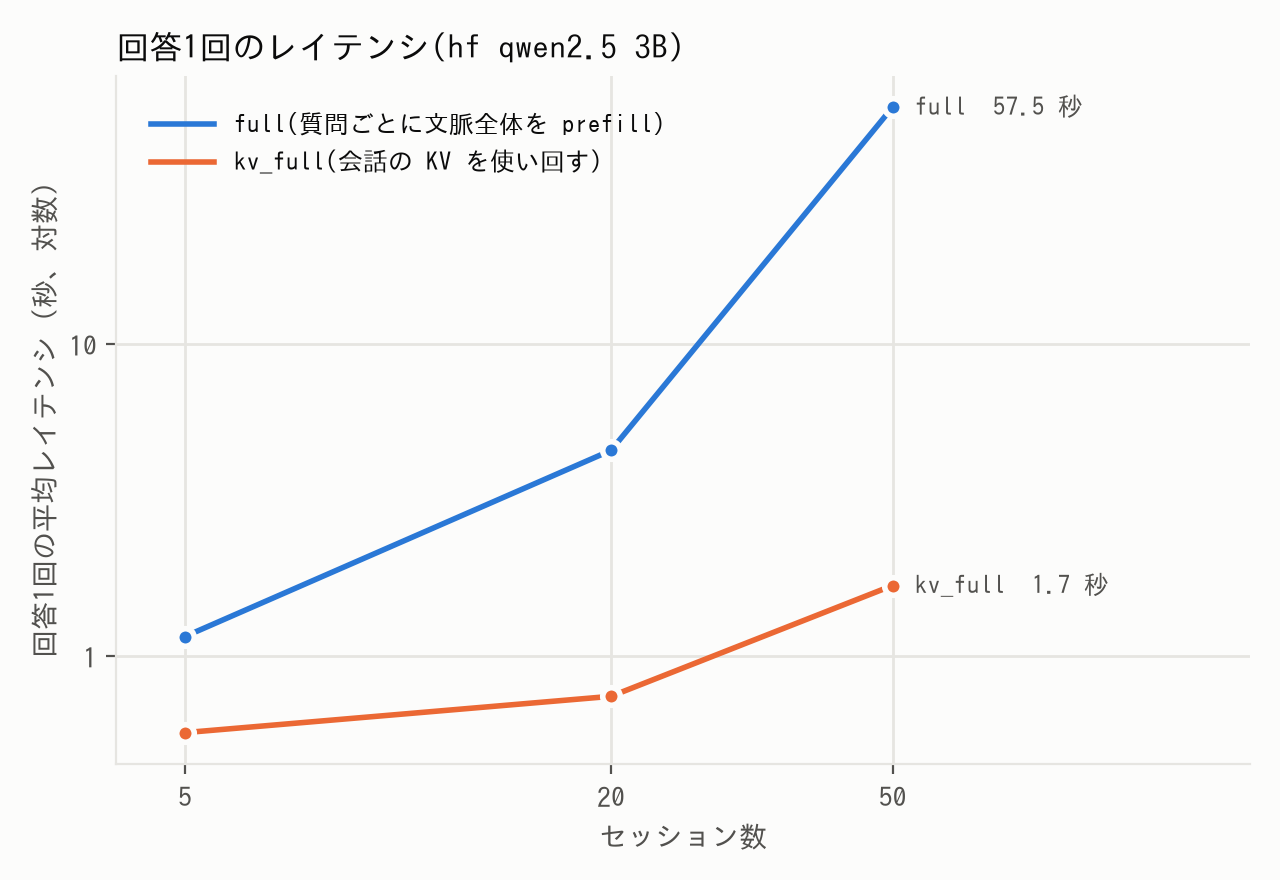 回答1回のレイテンシ(hf qwen2.5 3B)
full(質問ごとに文脈全体を prefill)
kv_full(会話の KV を使い回す)
full 57.5 秒
kv_full 1.7 秒
回答1回の平均レイテンシ (秒、対数)
10
1
5
20
50
セッション数